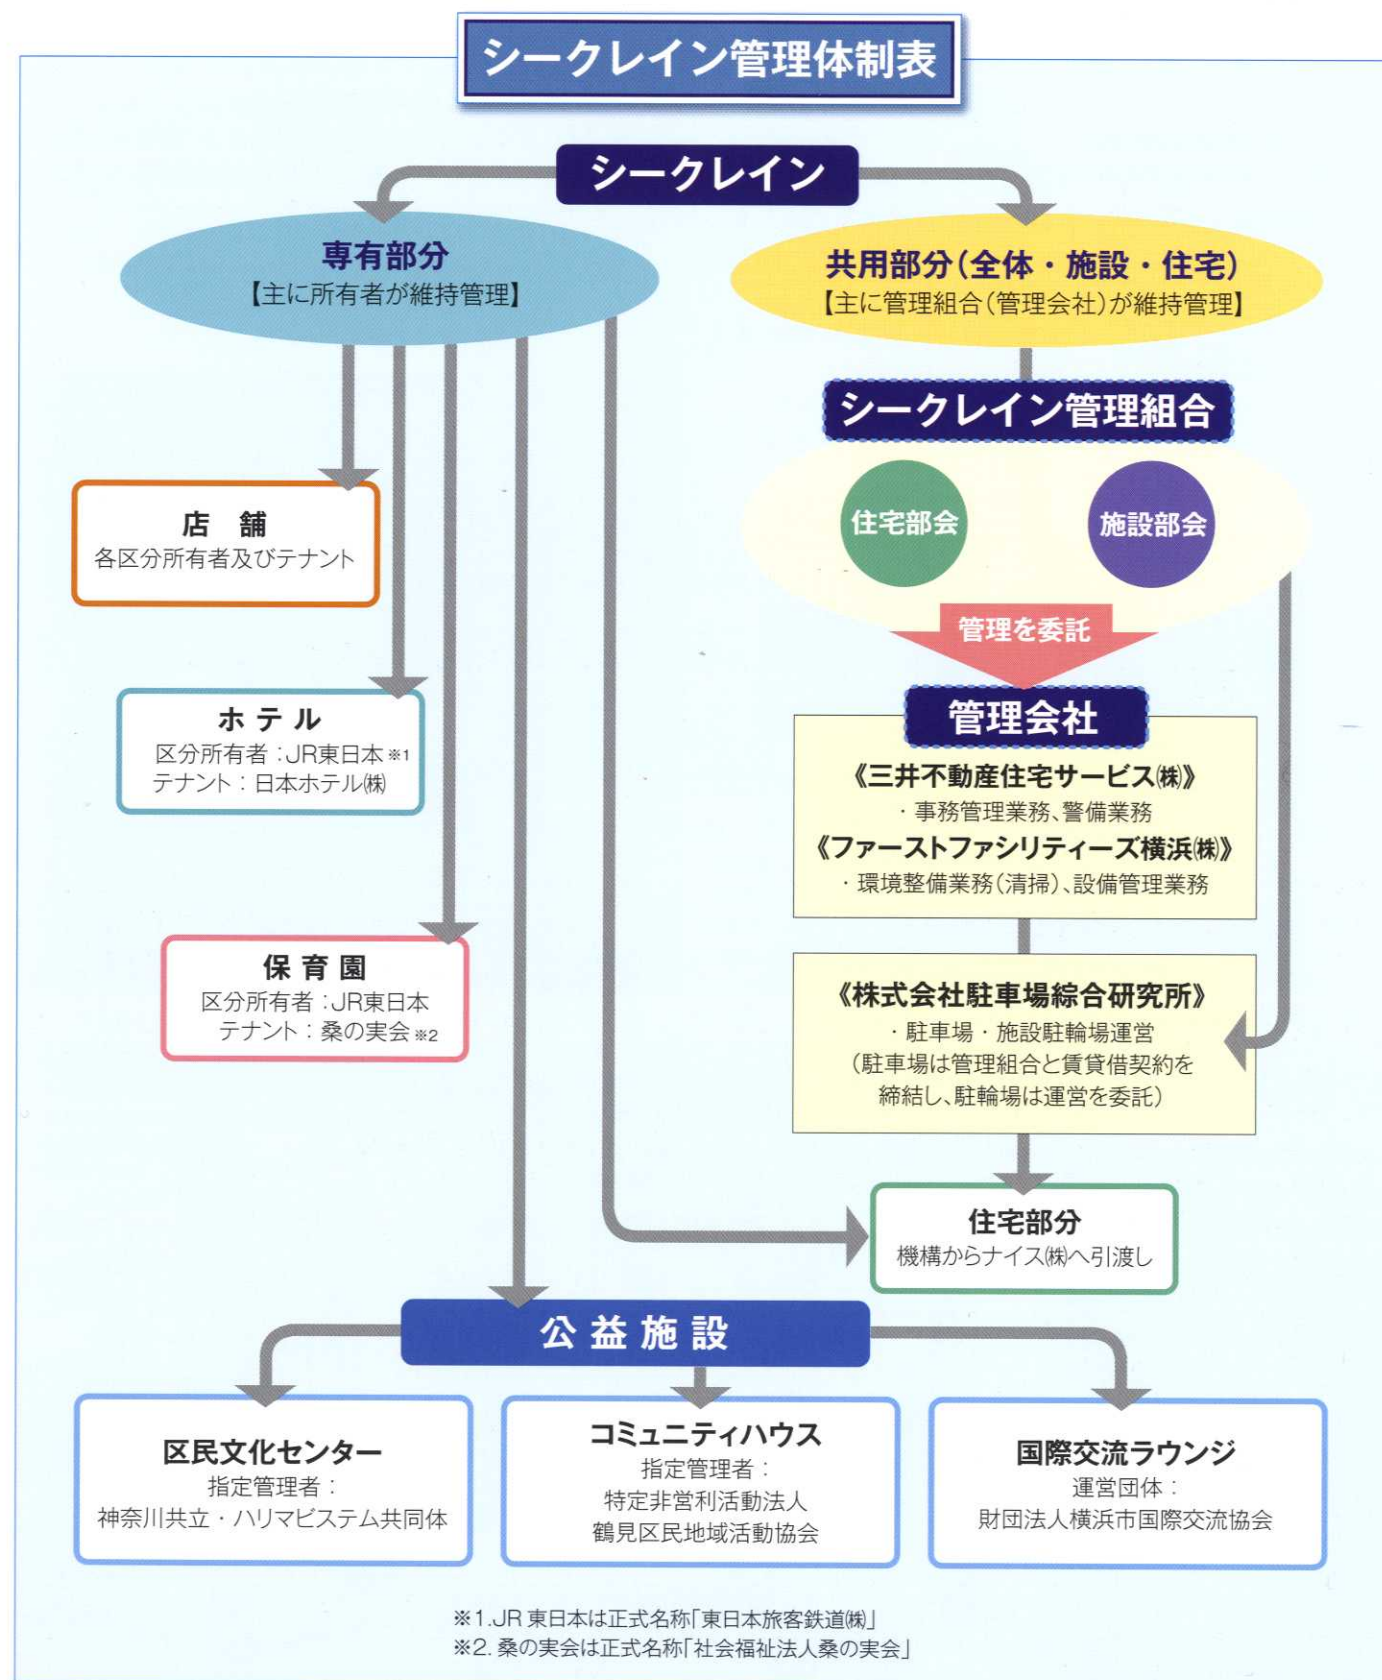 シークレイン管理体制表
シークレイン
専有部分
【主に所有者が維持管理】
共用部分(全体・施設・住宅)
【主に管理組合(管理会社)が維持管理】
シークレイン管理組合
住宅部会
施設部会
管理を委託
管理会社
《三井不動産住宅サービス㈱》
・事務管理業務、警備業務
《ファーストファシリティーズ横浜㈱》
・環境整備業務(清掃)、設備管理業務
《株式会社駐車場綜合研究所》
・駐車場・施設駐輪場運営
(駐車場は管理組合と賃貸借契約を
締結し、駐輪場は運営を委託)
店 舗
各区分所有者及びテナント
ホテル
区分所有者:JR東日本※1
テナント:日本ホテル㈱
保育園
区分所有者:JR東日本
テナント:桑の実会※2
住宅部分
機構からナイス㈱へ引渡し
公益施設
区民文化センター
指定管理者:
神奈川共立・ハリマビステム共同体
コミュニティハウス
指定管理者:
特定非営利活動法人
鶴見区民地域活動協会
国際交流ラウンジ
運営団体:
財団法人横浜市国際交流協会
※1.JR東日本は正式名称「東日本旅客鉄道㈱」
※2.桑の実会は正式名称「社会福祉法人桑の実会」